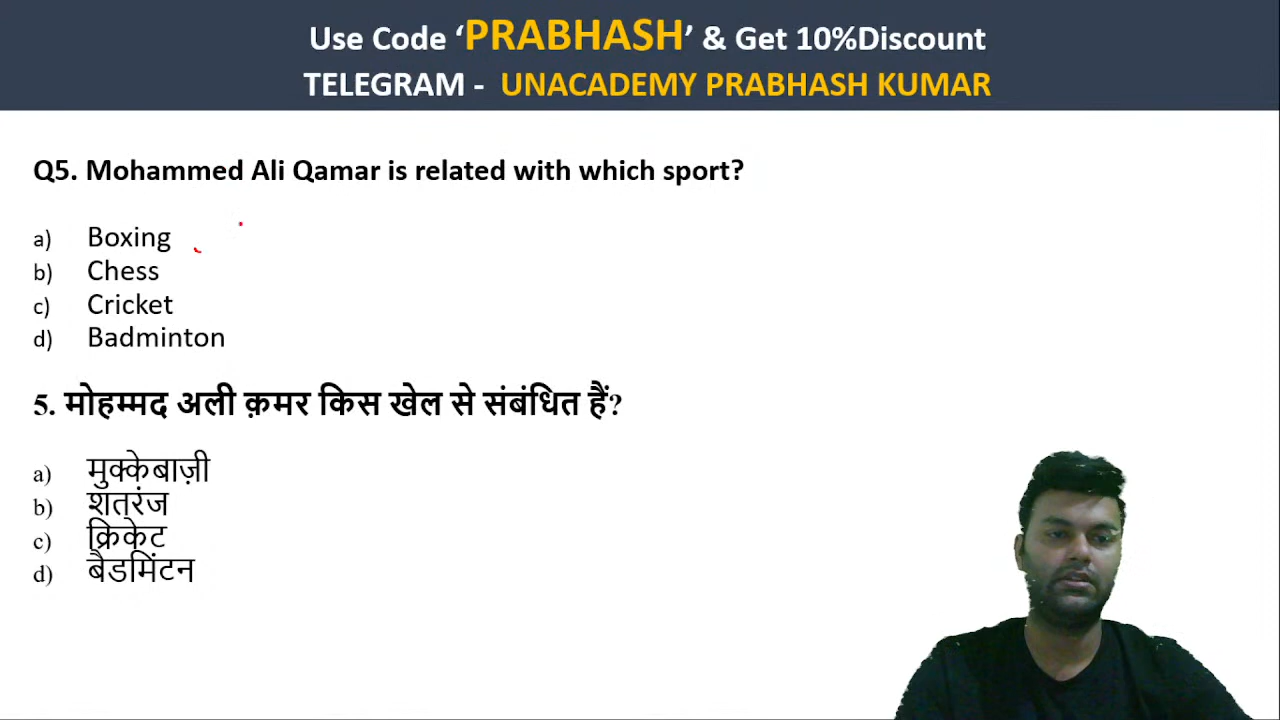 Use Code ‘PRABHASH’ & Get 10%Discount
TELEGRAM - UNACADEMY PRABHASH KUMAR
Q5. Mohammed Ali Qamar is related with which sport?
a) Boxing
b) Chess
c) Cricket
d) Badminton
5. मोहम्मद अली क़मर किस खेल से संबंधित हैं?
a) मुक्केबाज़ी
b) शतरंज
c) क्रिकेट
d) बैडमिंटन